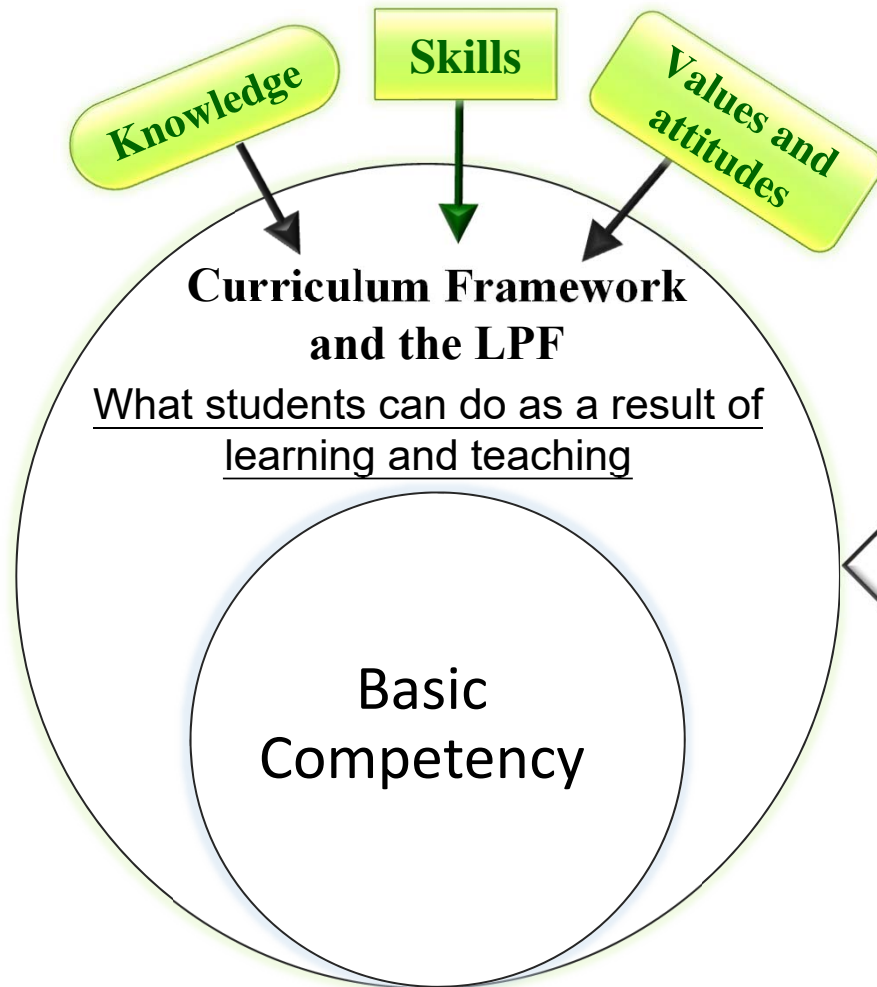 Knowledge
Skills
Values and
attitudes
Curriculum Framework
and the LPF
What students can do as a result of
learning and teaching
Basic
Competency